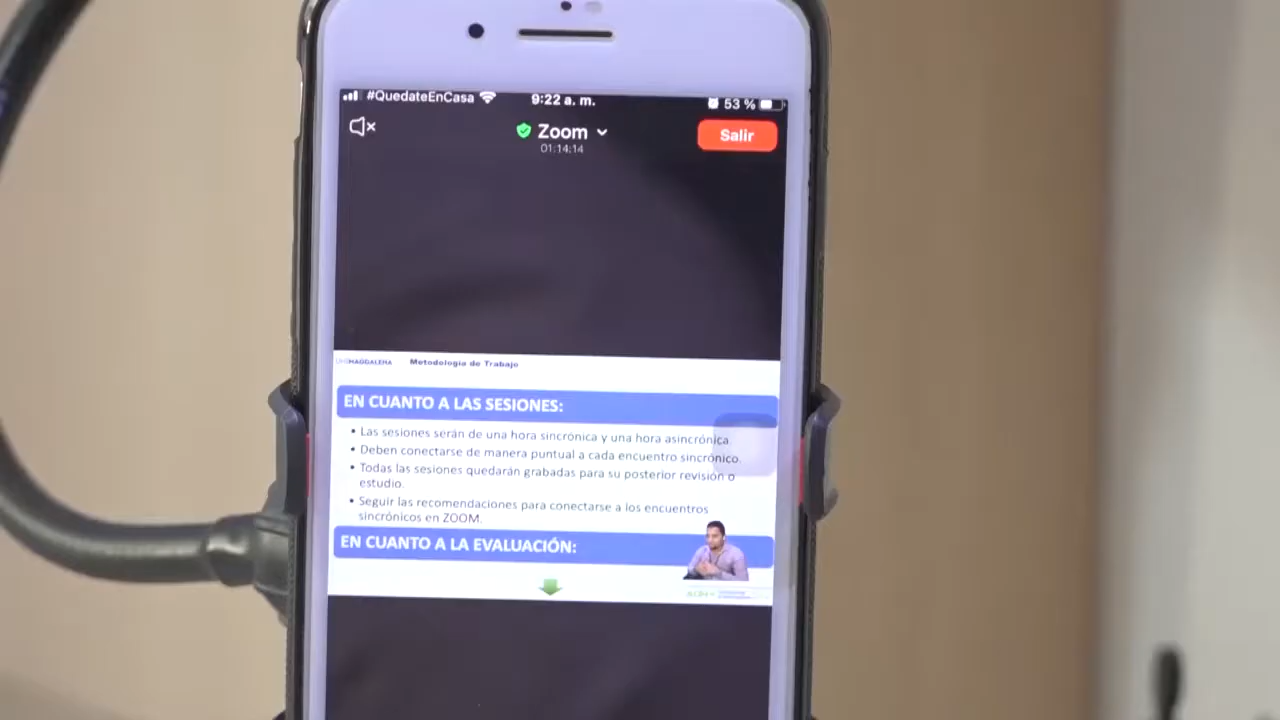 #QuedateEnCasa 9:22 a. m. 53 %
Zoom
Salir
01:14:14
UNIMAGDALENA Metodología de Trabajo
EN CUANTO A LAS SESIONES:
• Las sesiones serán de una hora sincrónica y una hora asincrónica
• Deben conectarse de manera puntual a cada encuentro sincrónico.
• Todas las sesiones quedarán grabadas para su posterior revisión o
estudio.
• Seguir las recomendaciones para conectarse a los encuentros
sincrónicos en ZOOM.
EN CUANTO A LA EVALUACIÓN: